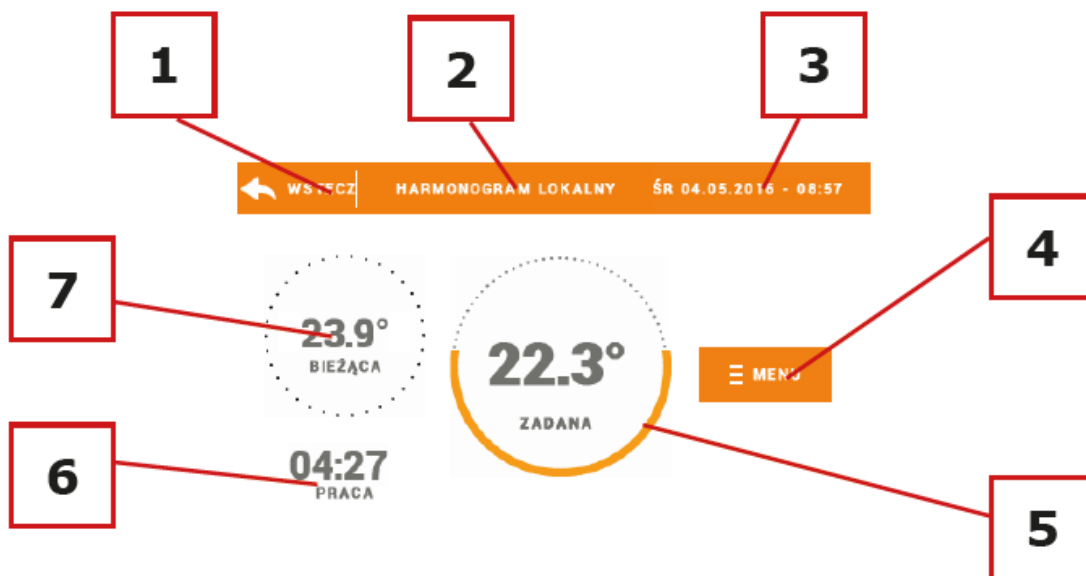 1 2 3
WSTECZ HARMONOGRAM LOKALNY ŚR 04.05.2016 - 08:57
4
7 23.9°
BIEŻĄCA
22.3°
ZADANA
MENU
6 04:27
PRACA
5